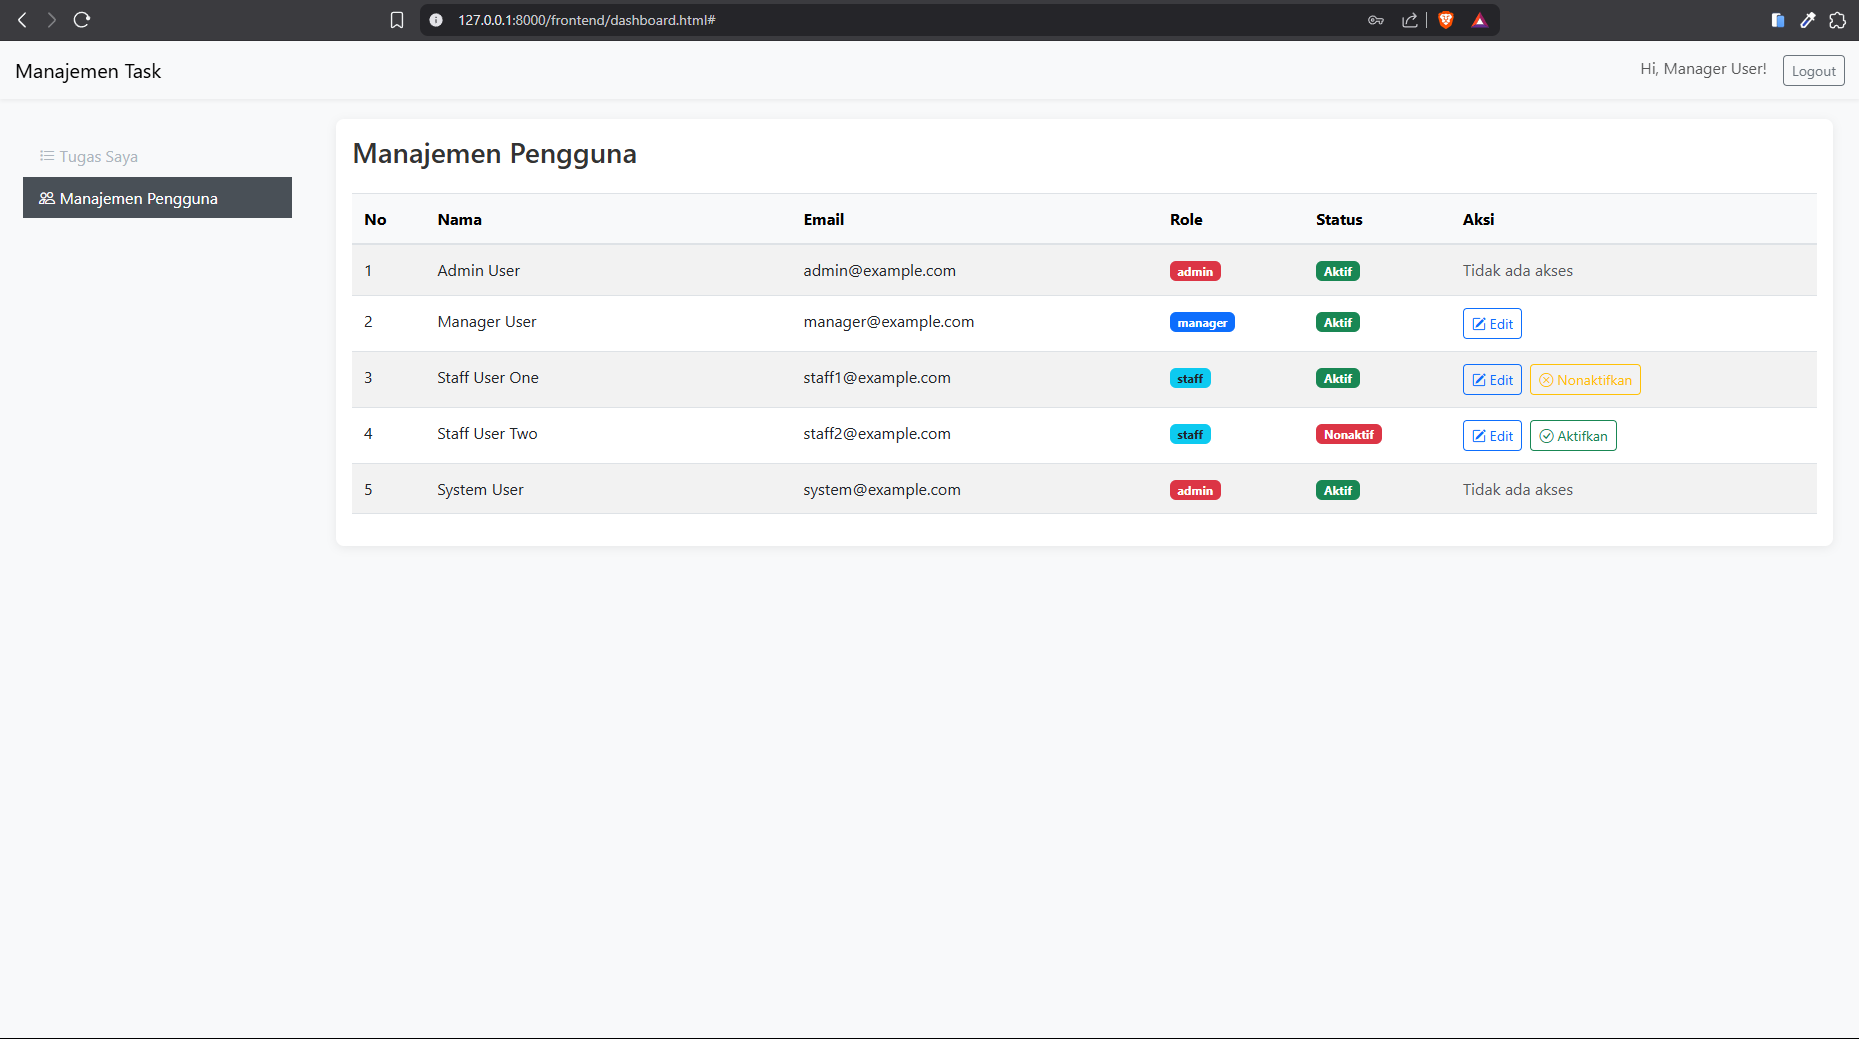 127.0.0.1:8000/frontend/dashboard.html#
Manajemen Task
Hi, Manager User!
Logout
Tugas Saya
Manajemen Pengguna
Manajemen Pengguna
No Nama Email Role Status Aksi
1 Admin User admin@example.com admin Aktif Tidak ada akses
2 Manager User manager@example.com manager Aktif Edit
3 Staff User One staff1@example.com staff Aktif Edit Nonaktifkan
4 Staff User Two staff2@example.com staff Nonaktif Edit Aktifkan
5 System User system@example.com admin Aktif Tidak ada akses